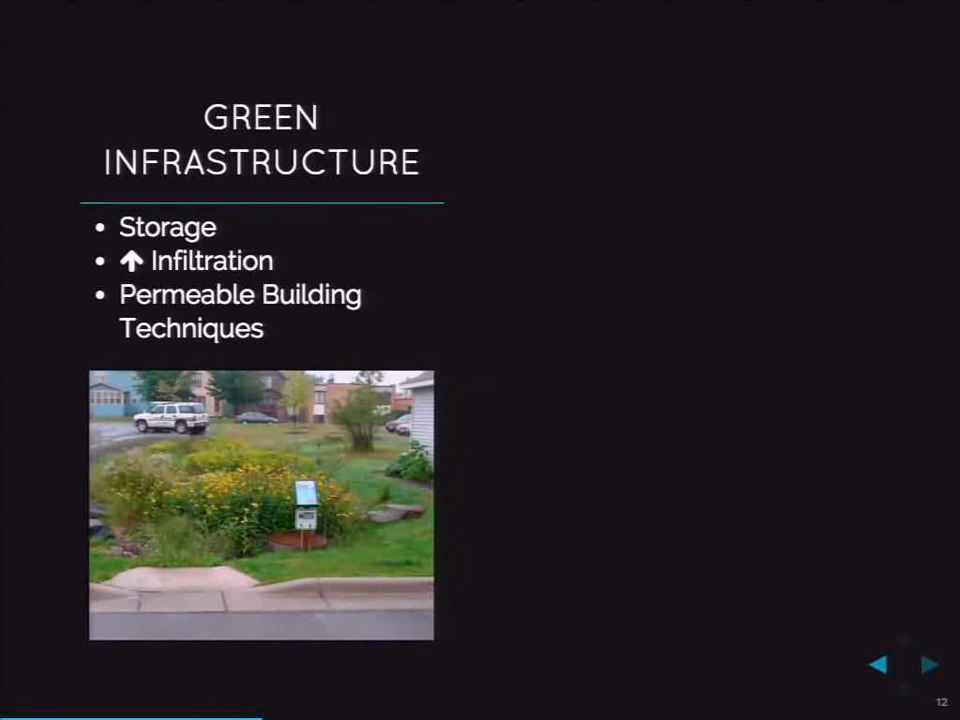 GREEN
INFRASTRUCTURE
• Storage
• ⬆ Infiltration
• Permeable Building
Techniques
12